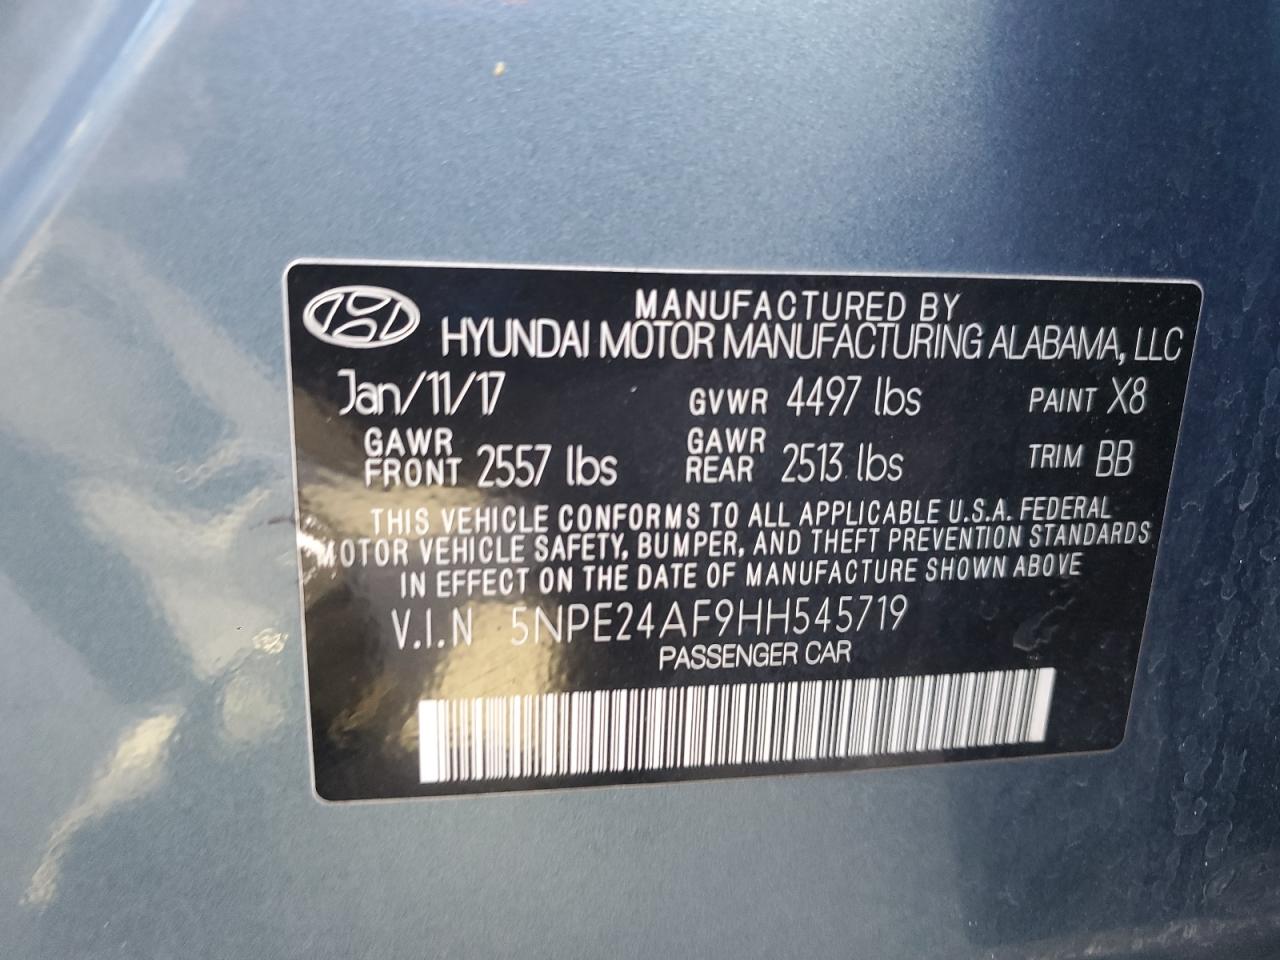 MANUFACTURED BY
HYUNDAI MOTOR MANUFACTURING ALABAMA, LLC
Jan/11/17 GVWR 4497 lbs PAINT X8
GAWR FRONT 2557 lbs GAWR REAR 2513 lbs TRIM BB
THIS VEHICLE CONFORMS TO ALL APPLICABLE U.S.A. FEDERAL
MOTOR VEHICLE SAFETY, BUMPER, AND THEFT PREVENTION STANDARDS
IN EFFECT ON THE DATE OF MANUFACTURE SHOWN ABOVE
V.I.N 5NPE24AF9HH545719
PASSENGER CAR